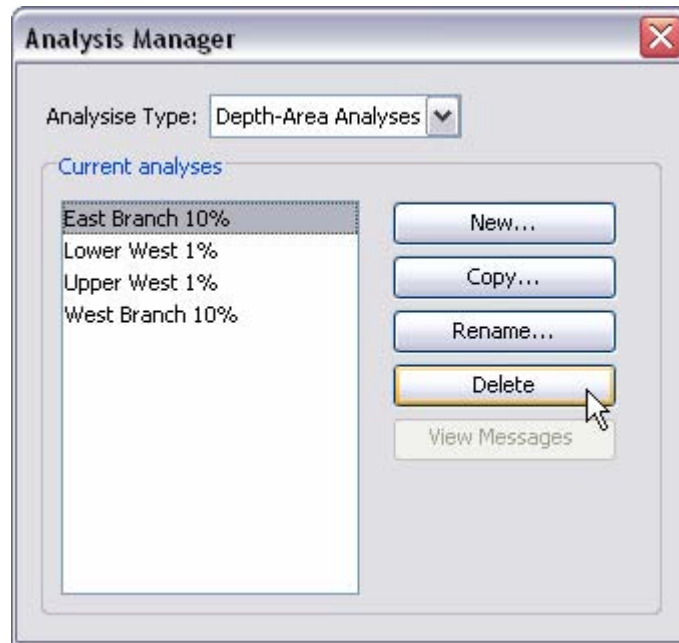 Analysis Manager
Analysise Type: Depth-Area Analyses
Current analyses
East Branch 10%
Lower West 1%
Upper West 1%
West Branch 10%
New...
Copy...
Rename...
Delete
View Messages